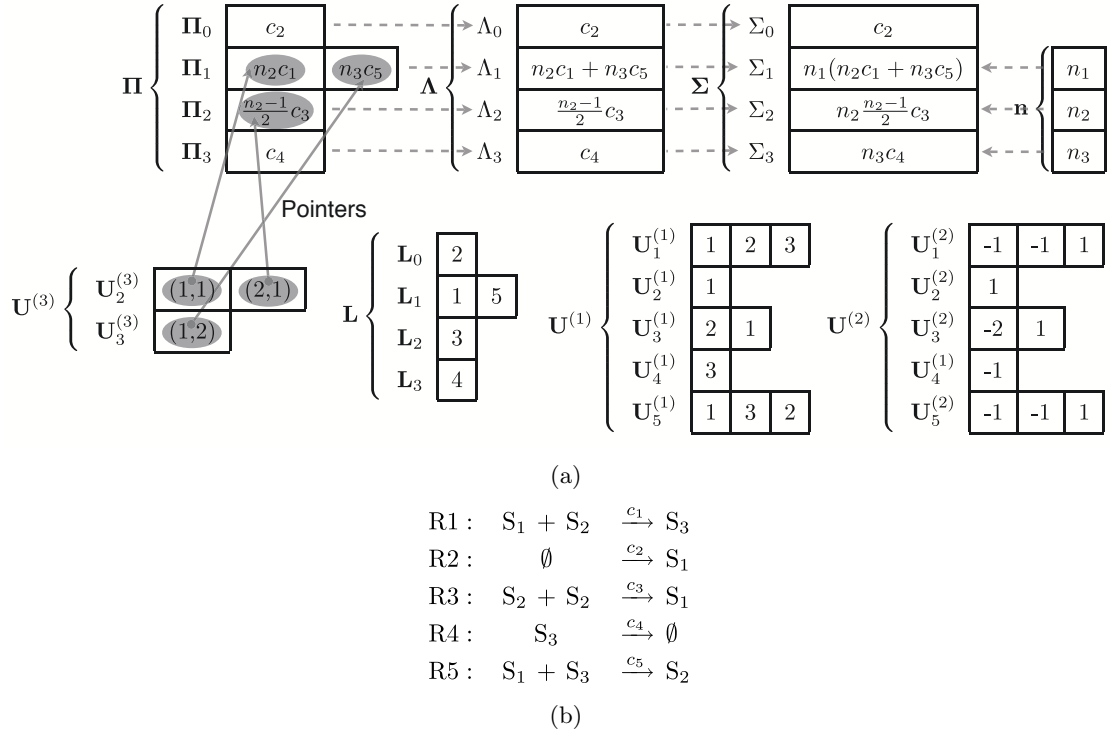 Π
Π₀ c₂
Π₁ n₂c₁ n₃c₅
Π₂ (n₂−1)/2 c₃
Π₃ c₄
Λ
Λ₀ c₂
Λ₁ n₂c₁ + n₃c₅
Λ₂ (n₂−1)/2 c₃
Λ₃ c₄
Σ
Σ₀ c₂
Σ₁ n₁(n₂c₁ + n₃c₅)
Σ₂ n₂ (n₂−1)/2 c₃
Σ₃ n₃c₄
n
n₁
n₂
n₃
Pointers
U⁽³⁾
U₂⁽³⁾ (1,1) (2,1)
U₃⁽³⁾ (1,2)
L
L₀ 2
L₁ 1 5
L₂ 3
L₃ 4
U⁽¹⁾
U₁⁽¹⁾ 1 2 3
U₂⁽¹⁾ 1
U₃⁽¹⁾ 2 1
U₄⁽¹⁾ 3
U₅⁽¹⁾ 1 3 2
U⁽²⁾
U₁⁽²⁾ -1 -1 1
U₂⁽²⁾ 1
U₃⁽²⁾ -2 1
U₄⁽¹⁾ -1
U₅⁽²⁾ -1 -1 1
(a)
R1 : S₁ + S₂ —c₁→ S₃
R2 : ∅ —c₂→ S₁
R3 : S₂ + S₂ —c₃→ S₁
R4 : S₃ —c₄→ ∅
R5 : S₁ + S₃ —c₅→ S₂
(b)